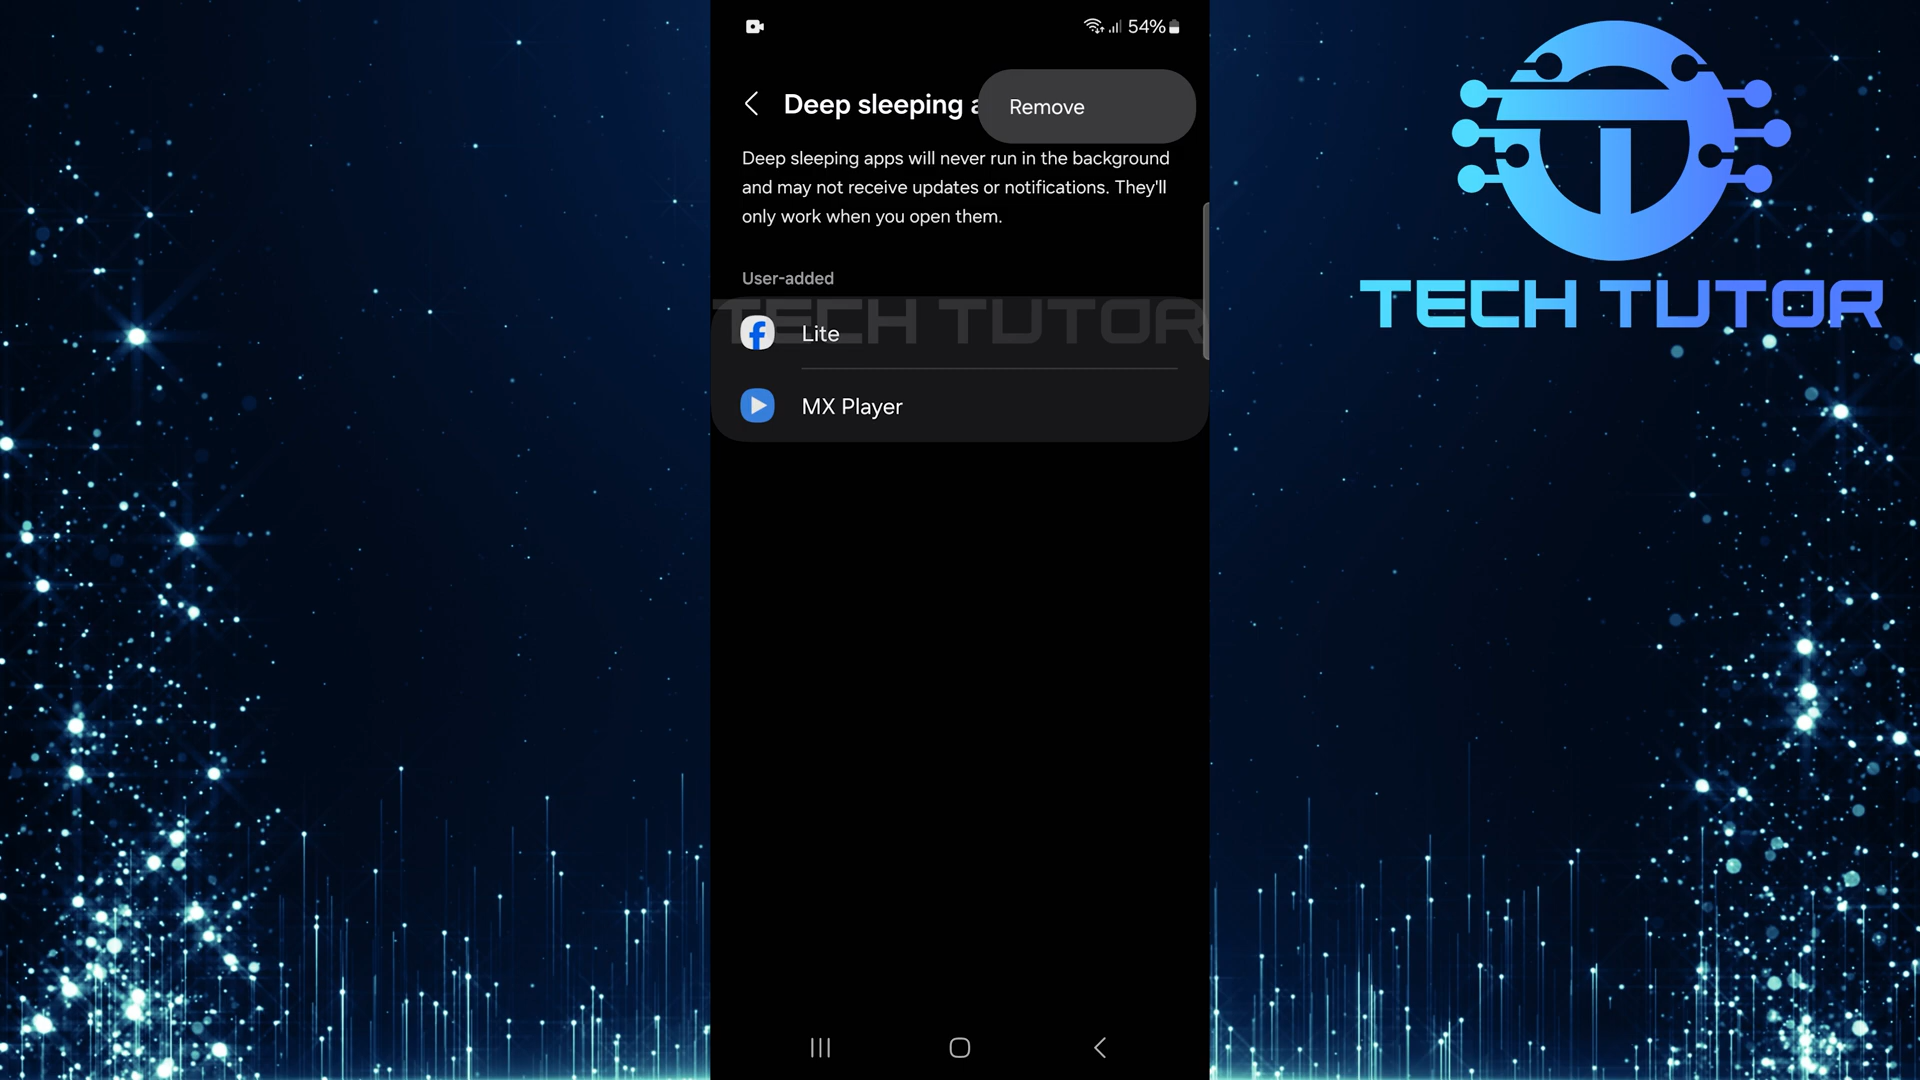 54%
Deep sleeping a
Remove
Deep sleeping apps will never run in the background
and may not receive updates or notifications. They'll
only work when you open them.
User-added
TECH TUTOR
Lite
MX Player
TECH TUTOR